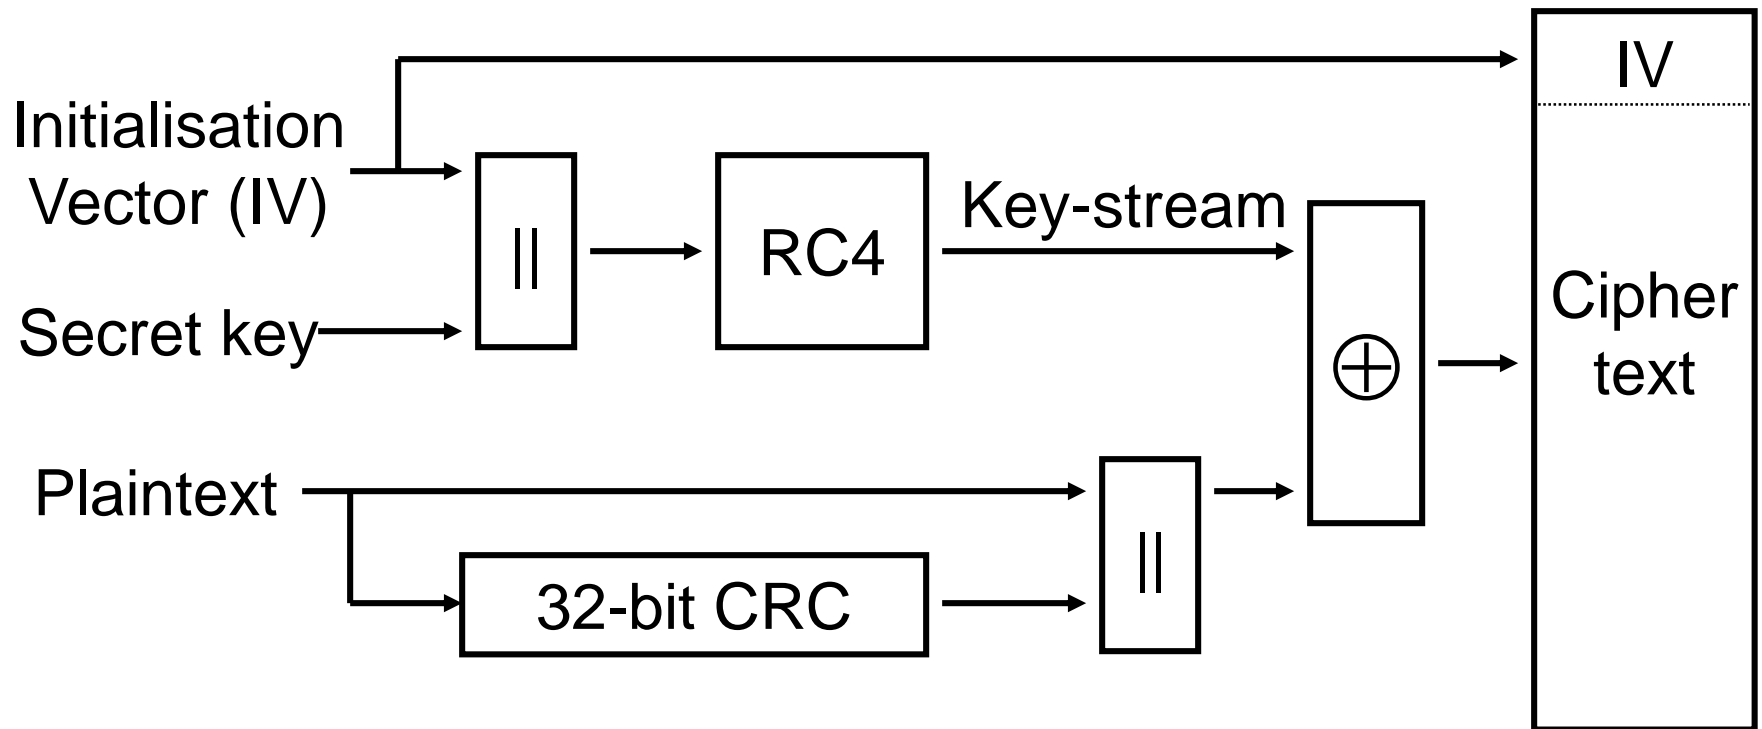 IV
Initialisation
Vector (IV)
||
RC4
Key-stream
Secret key
Cipher
text
⊕
Plaintext
||
32-bit CRC